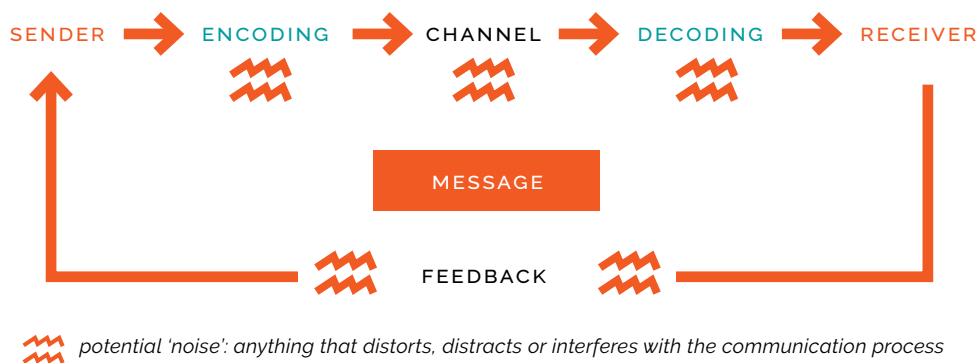 SENDER ENCODING CHANNEL DECODING RECEIVER
MESSAGE
FEEDBACK
potential ‘noise’: anything that distorts, distracts or interferes with the communication process